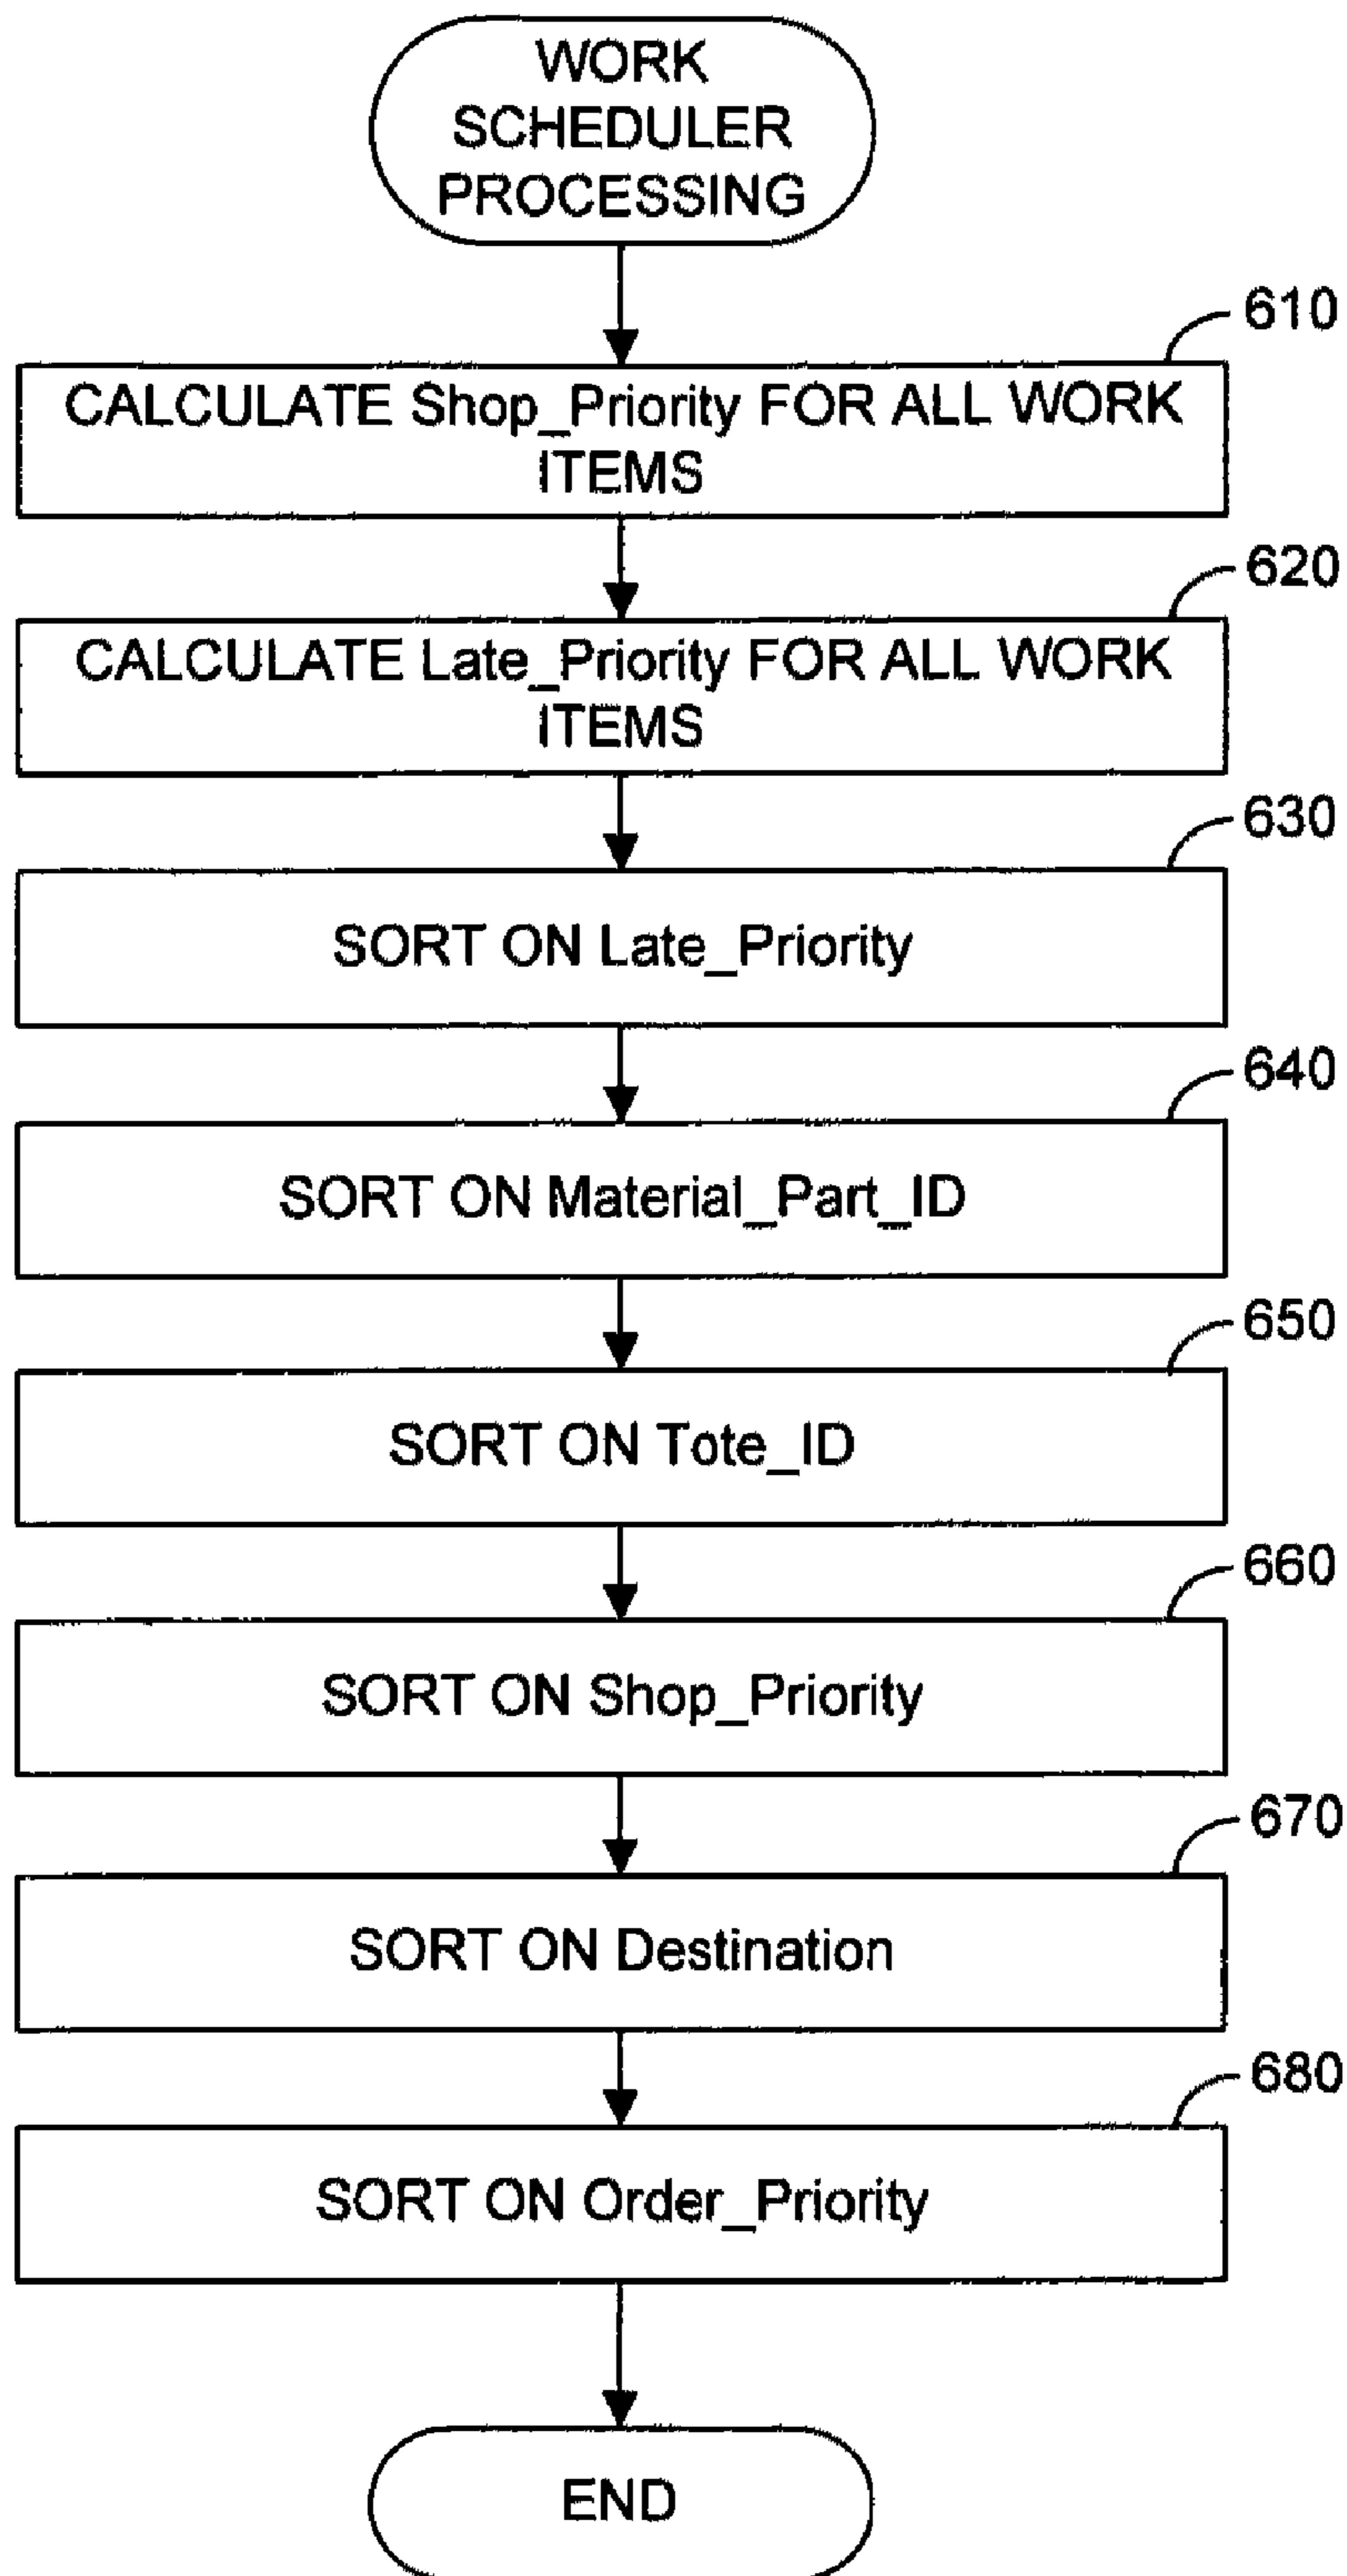 WORK
SCHEDULER
PROCESSING
610
CALCULATE Shop_Priority FOR ALL WORK
ITEMS
620
CALCULATE Late_Priority FOR ALL WORK
ITEMS
630
SORT ON Late_Priority
640
SORT ON Material_Part_ID
650
SORT ON Tote_ID
660
SORT ON Shop_Priority
670
SORT ON Destination
680
SORT ON Order_Priority
END